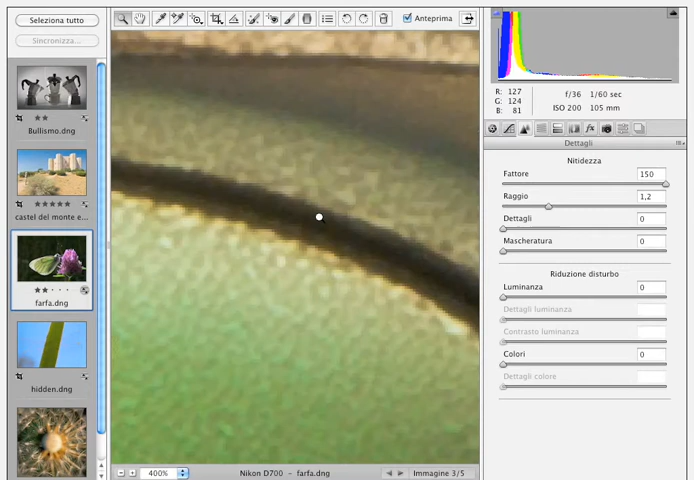 Seleziona tutto
Sincronizza...
Bullismo.dng
castel del monte e...
farfa.dng
hidden.dng
Anteprima
400%
Nikon D700 - farfa.dng
Immagine 3/5
R: 127
G: 124
B: 81
f/36 1/60 sec
ISO 200 105 mm
fx
Dettagli
Nitidezza
Fattore 150
Raggio 1,2
Dettagli 0
Mascheratura 0
Riduzione disturbo
Luminanza 0
Dettagli luminanza
Contrasto luminanza
Colori 0
Dettagli colore